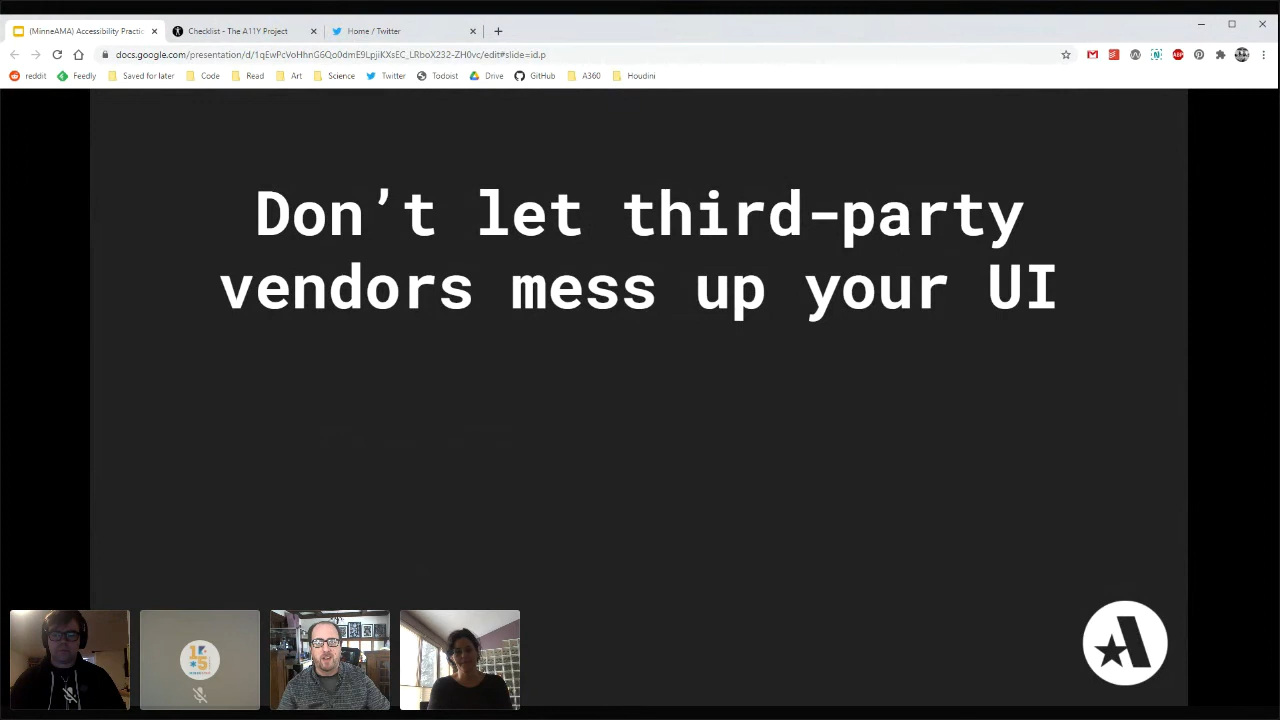 (MinneAMA) Accessibility Practic
Checklist - The A11Y Project
Home / Twitter
docs.google.com/presentation/d/1qEwPcVoHhnG6Qo0dmE9LpjiKXsEC_LRboX232-ZH0vc/edit#slide=id.p
reddit
Feedly
Saved for later
Code
Read
Art
Science
Twitter
Todoist
Drive
GitHub
A360
Houdini
Don’t let third-party
vendors mess up your UI
A